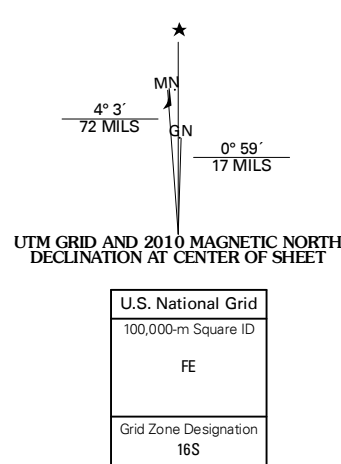 MN
4° 3´
72 MILS
GN
0° 59´
17 MILS
UTM GRID AND 2010 MAGNETIC NORTH
DECLINATION AT CENTER OF SHEET
U.S. National Grid
100,000-m Square ID
FE
Grid Zone Designation
16S